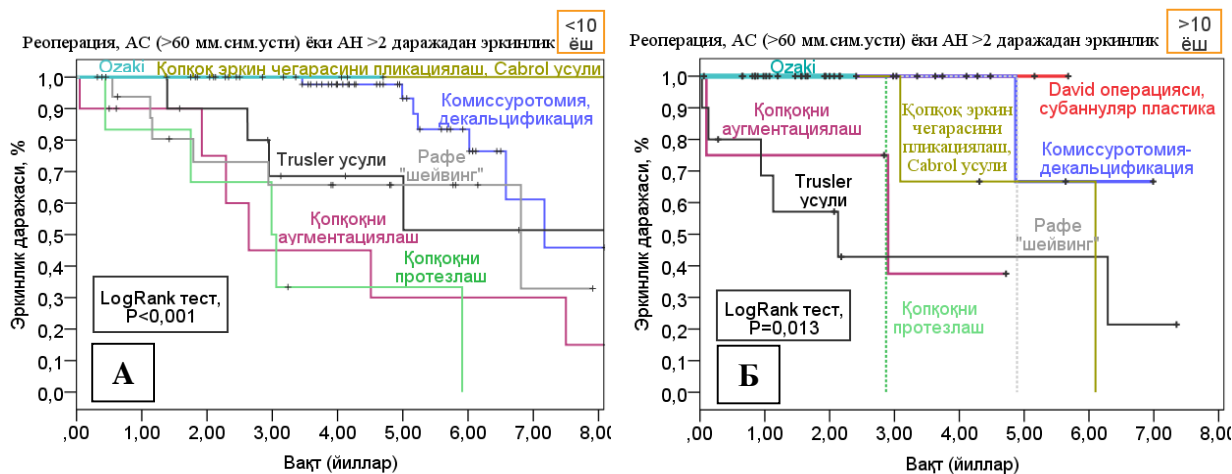 <10
ёш
Реоперация, АС (>60 мм.сим.усти) ёки АН >2 даражадан эркинлик
Ozaki
Қопқоқ эркин чегарасини пликациялаш, Cabrol усули
Комиссуротомия,
декальцификация
Trusler усули
Рафе
"шейвинг"
Қопқоқни
аугментациялаш
Қопқоқни
протезлаш
LogRank тест,
P<0,001
А
Эркинлик даражаси, %
1,0
0,9
0,8
0,7
0,6
0,5
0,4
0,3
0,2
0,1
0,0
,00
1,00
2,00
3,00
4,00
5,00
6,00
7,00
8,00
Вақт (йиллар)
>10
ёш
Реоперация, АС (>60 мм.сим.усти) ёки АН >2 даражадан эркинлик
Ozaki
David операцияси,
субаннуляр пластика
Қопқоқни
аугментациялаш
Қопқоқ эркин
чегарасини
пликациялаш,
Cabrol усули
Комиссуротомия-
декальцификация
Trusler
усули
Рафе
"шейвинг"
Қопқоқни
протезлаш
LogRank тест,
P=0,013
Б
Эркинлик даражаси, %
1,0
0,9
0,8
0,7
0,6
0,5
0,4
0,3
0,2
0,1
0,0
,00
1,00
2,00
3,00
4,00
5,00
6,00
7,00
8,00
Вақт (йиллар)